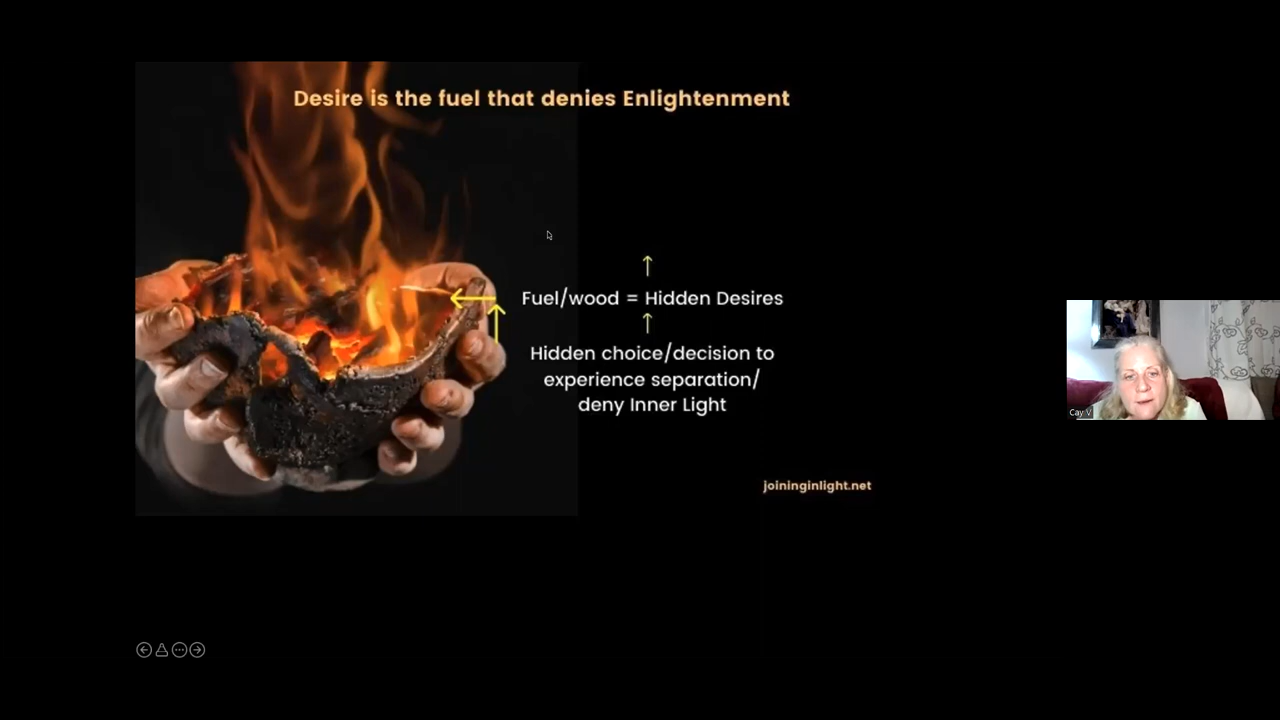 Desire is the fuel that denies Enlightenment
Fuel/wood = Hidden Desires
Hidden choice/decision to
experience separation/
deny Inner Light
joininginlight.net
Cay V